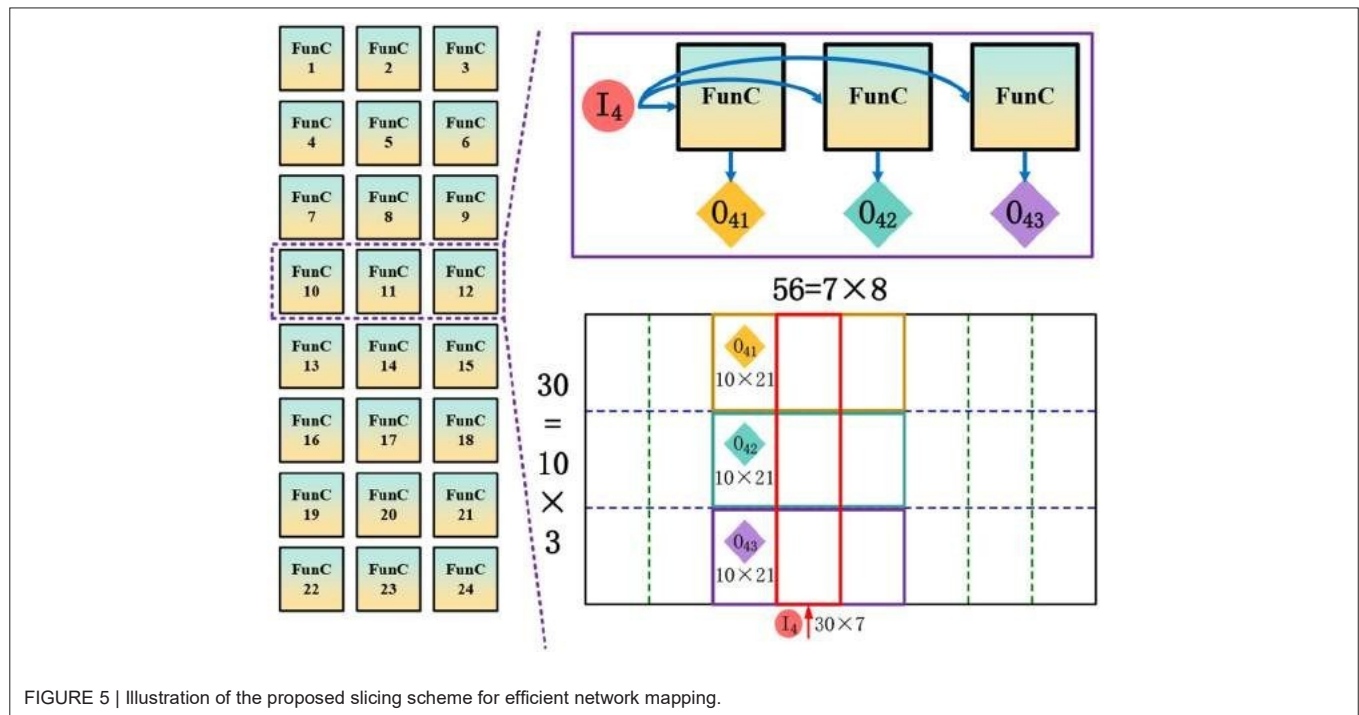 FunC 1
FunC 2
FunC 3
FunC 4
FunC 5
FunC 6
FunC 7
FunC 8
FunC 9
FunC 10
FunC 11
FunC 12
FunC 13
FunC 14
FunC 15
FunC 16
FunC 17
FunC 18
FunC 19
FunC 20
FunC 21
FunC 22
FunC 23
FunC 24
I₄
FunC
FunC
FunC
O₄₁
O₄₂
O₄₃
56=7×8
30
=
10
×
3
O₄₁
10×21
O₄₂
10×21
O₄₃
10×21
I₄ 30×7
FIGURE 5 | Illustration of the proposed slicing scheme for efficient network mapping.